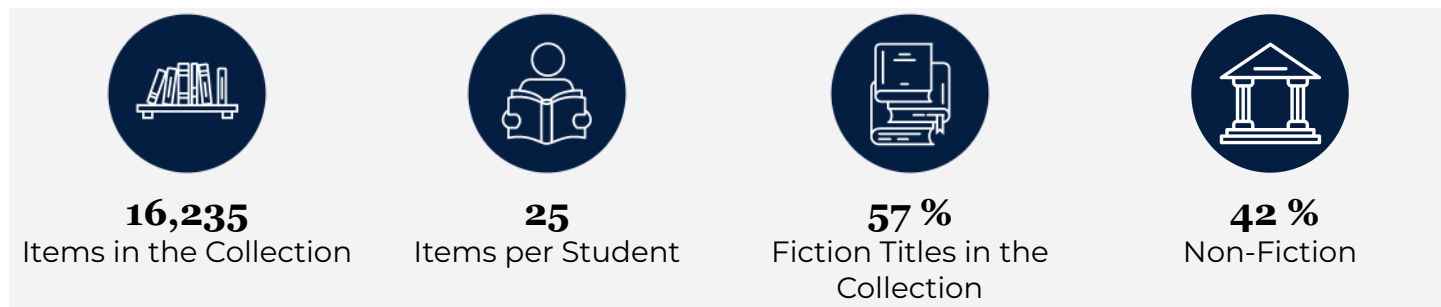 16,235
Items in the Collection
25
Items per Student
57 %
Fiction Titles in the
Collection
42 %
Non-Fiction